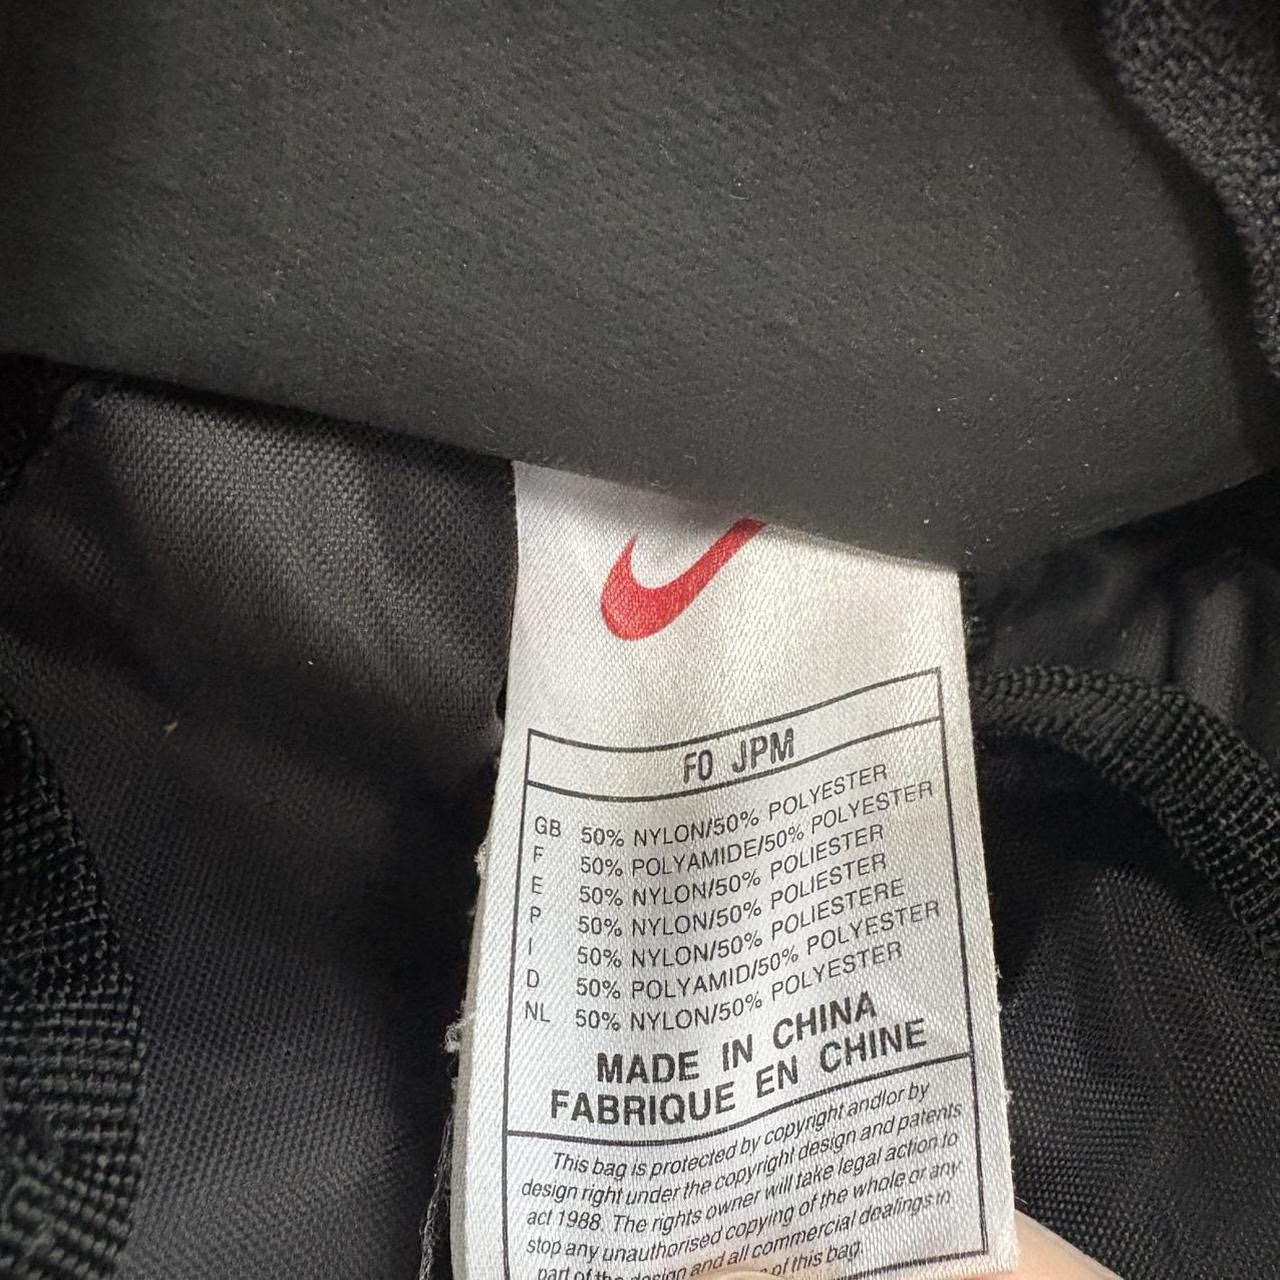 F0 JPM
GB 50% NYLON/50% POLYESTER
F 50% POLYAMIDE/50% POLYESTER
E 50% NYLON/50% POLIESTER
P 50% NYLON/50% POLIESTER
I 50% NYLON/50% POLIESTERE
D 50% POLYAMID/50% POLYESTER
NL 50% NYLON/50% POLYESTER
MADE IN CHINA
FABRIQUE EN CHINE
This bag is protected by copyright and/or by
design right under the copyright design and patents
act 1988. The rights owner will take legal action to
stop any unauthorised copying of the whole or any
part of the design and all commercial dealings in
of this bag.